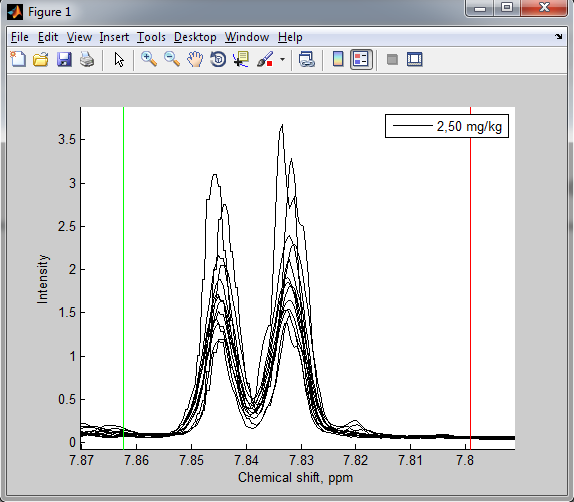 Figure 1
File Edit View Insert Tools Desktop Window Help
2,50 mg/kg
3.5
3
2.5
2
1.5
1
0.5
0
Intensity
7.87 7.86 7.85 7.84 7.83 7.82 7.81 7.8
Chemical shift, ppm